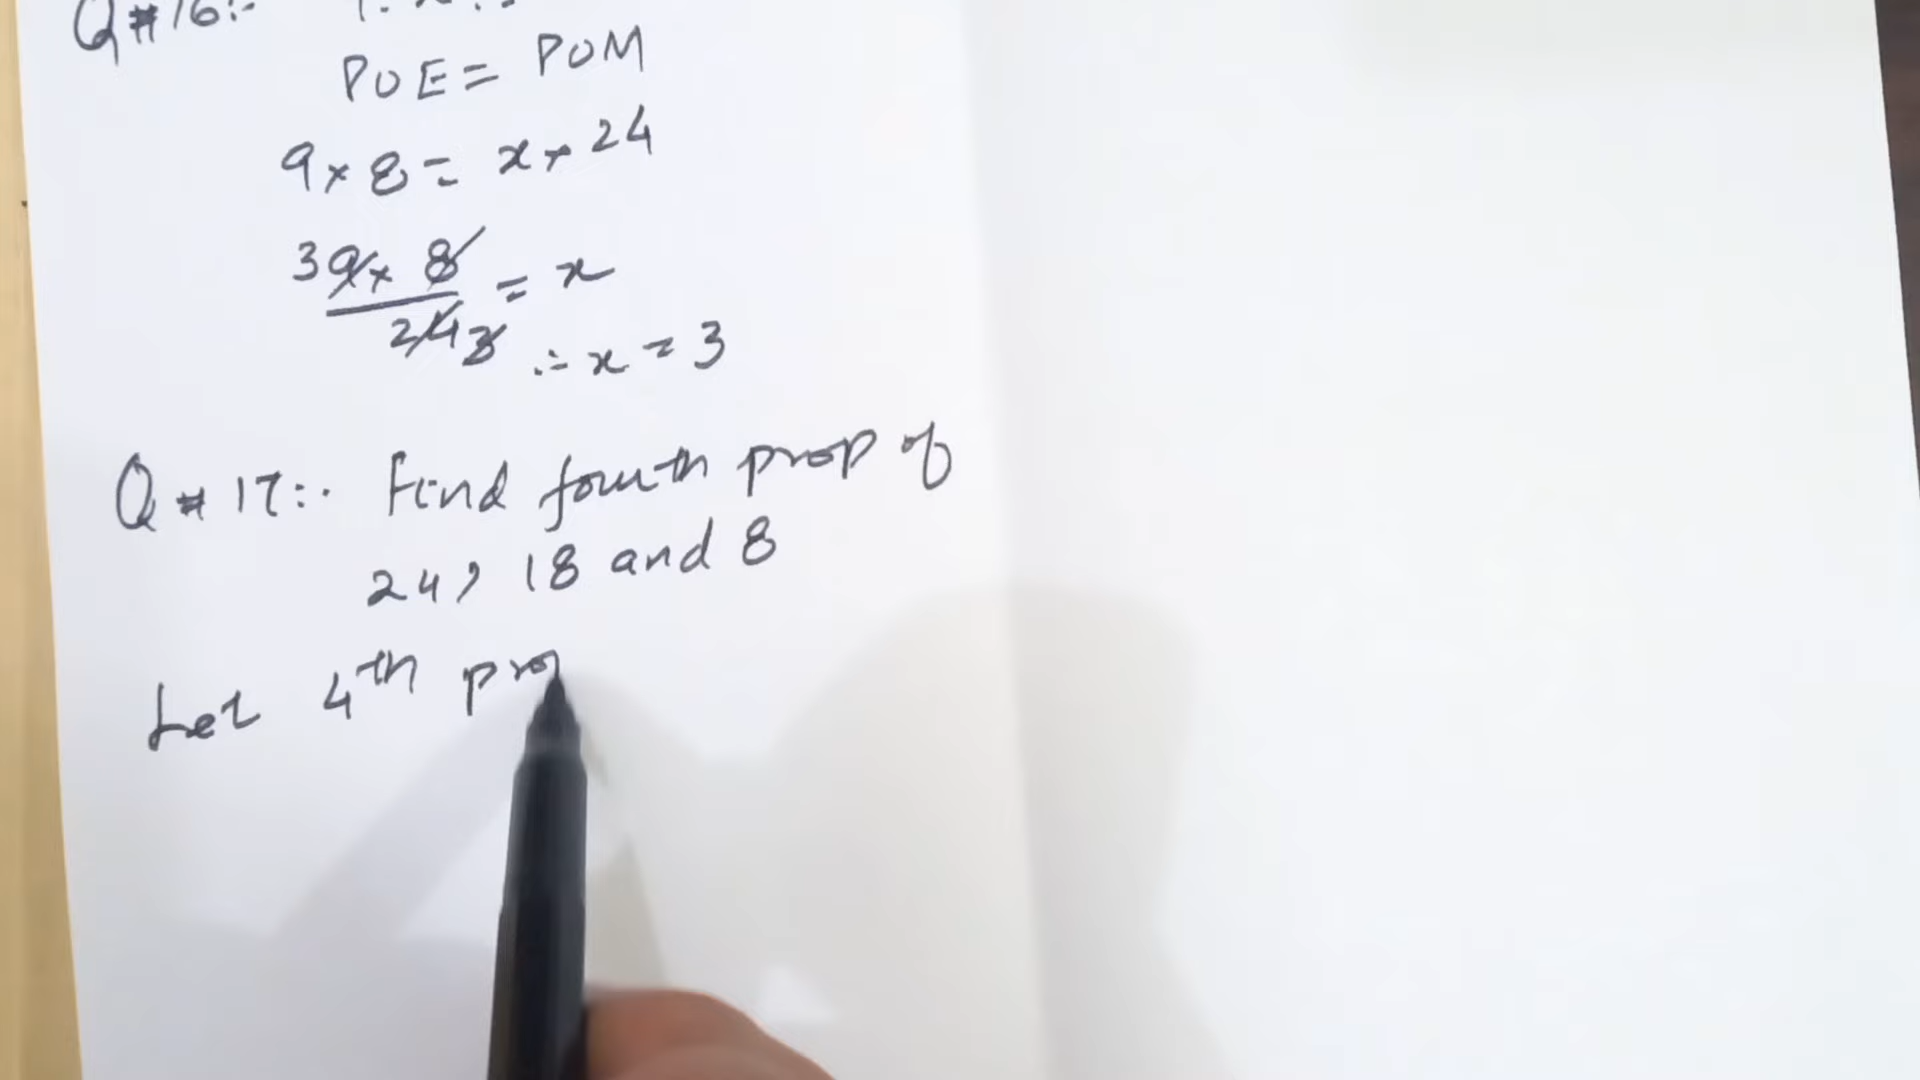 Q#16:-
POE = POM
9 × 8 = x × 24
3 9 × 8 = x
24 3
∴ x = 3
Q # 17:- Find fourth prop of
24, 18 and 8
Let 4th pro